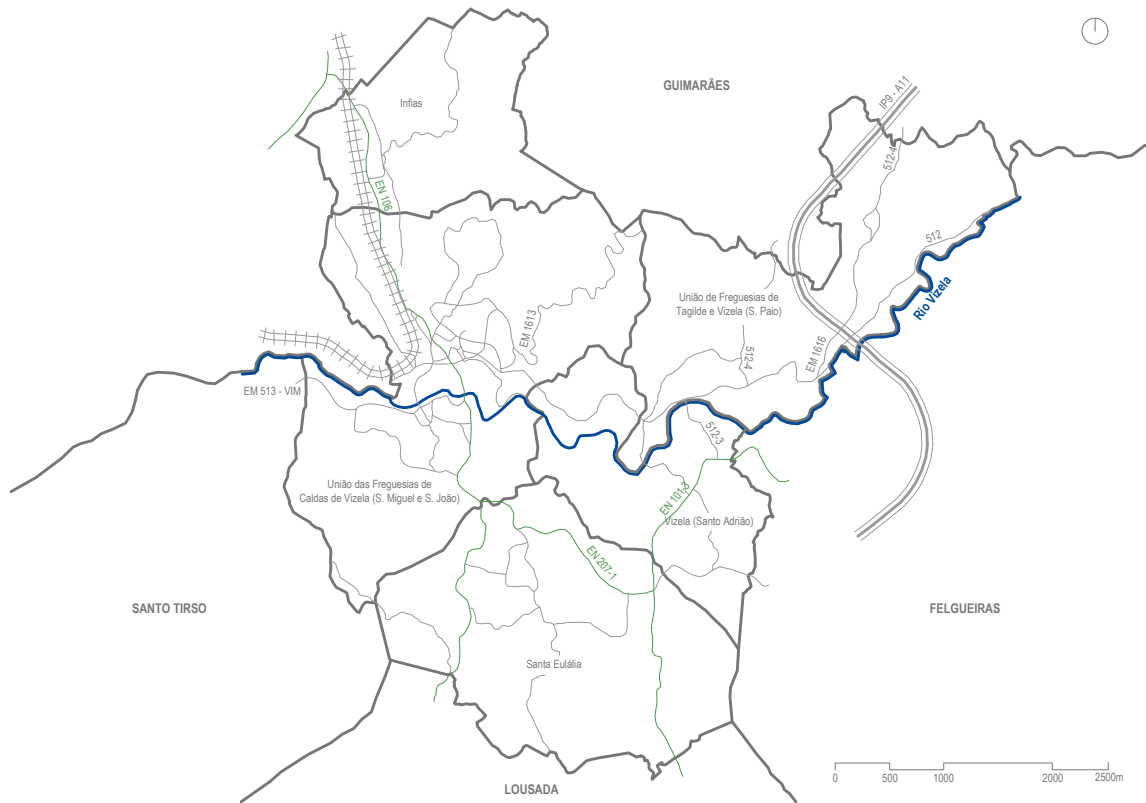 GUIMARÃES
IP9 - A11
Infias
512-4
EN 106
512
Rio Vizela
União de Freguesias de
Tagilde e Vizela (S. Paio)
EM 1613
512-4
EM 1616
EM 513 - VIM
512-3
União das Freguesias de
Caldas de Vizela (S. Miguel e S. João)
EN 101-3
Vizela (Santo Adrião)
EN 207-1
SANTO TIRSO
FELGUEIRAS
Santa Eulália
0 500 1000 2000 2500m
LOUSADA